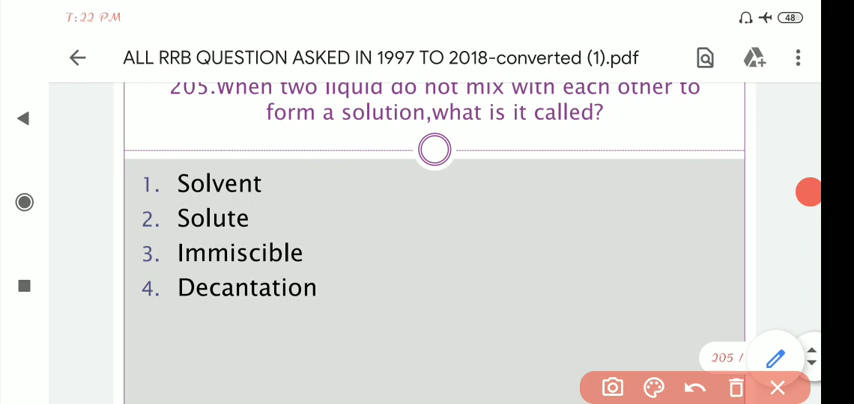 7:22 PM
48
ALL RRB QUESTION ASKED IN 1997 TO 2018-converted (1).pdf
205.When two liquid do not mix with each other to
form a solution,what is it called?
1. Solvent
2. Solute
3. Immiscible
4. Decantation
205 /